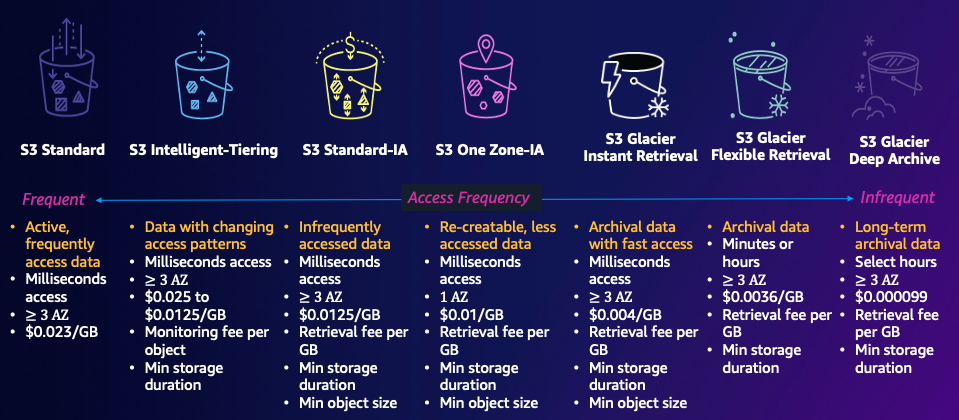 S3 Standard
S3 Intelligent-Tiering
S3 Standard-IA
S3 One Zone-IA
S3 Glacier
Instant Retrieval
S3 Glacier
Flexible Retrieval
S3 Glacier
Deep Archive
Frequent
Access Frequency
Infrequent
• Active,
frequently
access data
• Milliseconds
access
• ≥ 3 AZ
• $0.023/GB
• Data with changing
access patterns
• Milliseconds access
• ≥ 3 AZ
• $0.025 to
$0.0125/GB
• Monitoring fee per
object
• Min storage
duration
• Infrequently
accessed data
• Milliseconds
access
• ≥ 3 AZ
• $0.0125/GB
• Retrieval fee per
GB
• Min storage
duration
• Min object size
• Re-creatable, less
accessed data
• Milliseconds
access
• 1 AZ
• $0.01/GB
• Retrieval fee per
GB
• Min storage
duration
• Min object size
• Archival data
with fast access
• Milliseconds
access
• ≥ 3 AZ
• $0.004/GB
• Retrieval fee per
GB
• Min storage
duration
• Min object size
• Archival data
• Minutes or
hours
• ≥ 3 AZ
• $0.0036/GB
• Retrieval fee per
GB
• Min storage
duration
• Long-term
archival data
• Select hours
• ≥ 3 AZ
• $0.000099
• Retrieval fee
per GB
• Min storage
duration